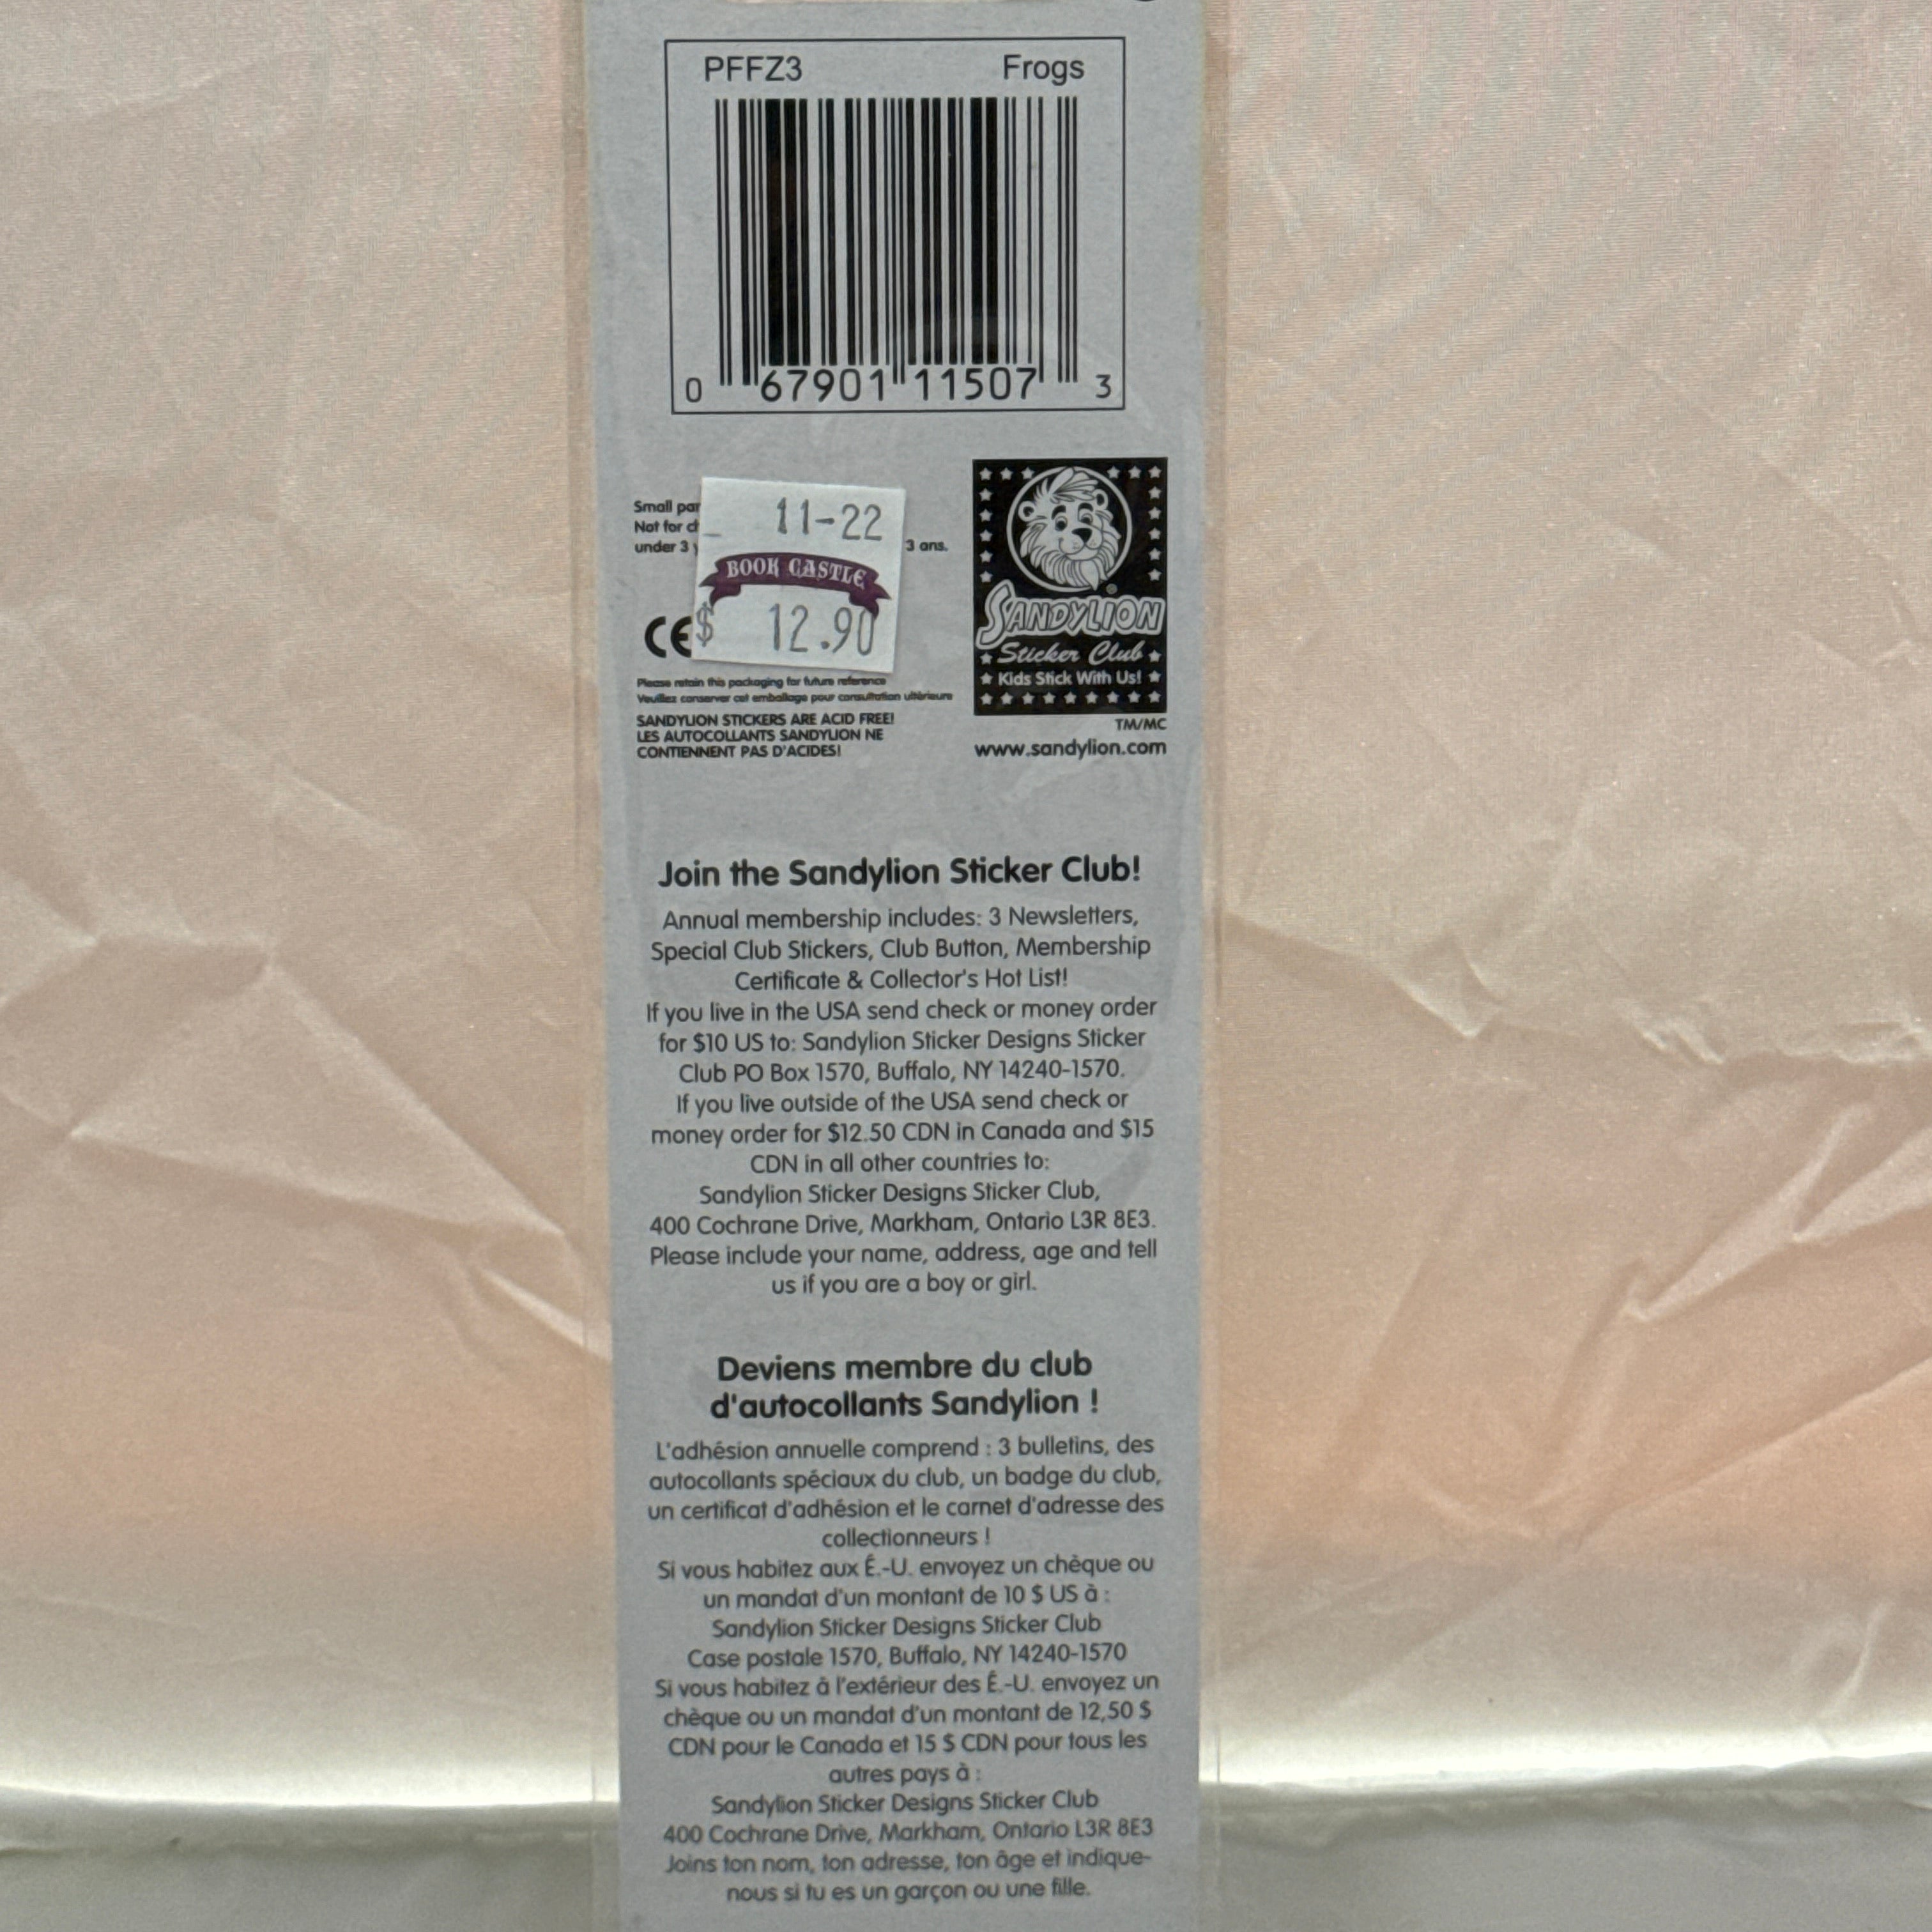 PFFZ3 Frogs
0 67901 11507 3
Small
Not for
under 3
3 ans.
11-22
BOOK CASTLE
$ 12.90
CE
Please retain this packaging for future reference
Veuillez conserver cet emballage pour consultation ultérieure
SANDYLION STICKERS ARE ACID FREE!
LES AUTOCOLLANTS SANDYLION NE
CONTIENNENT PAS D'ACIDES!
SANDYLION®
Sticker Club
Kids Stick With Us!
TM/MC
www.sandylion.com
Join the Sandylion Sticker Club!
Annual membership includes: 3 Newsletters,
Special Club Stickers, Club Button, Membership
Certificate & Collector's Hot List!
If you live in the USA send check or money order
for $10 US to: Sandylion Sticker Designs Sticker
Club PO Box 1570, Buffalo, NY 14240-1570.
If you live outside of the USA send check or
money order for $12.50 CDN in Canada and $15
CDN in all other countries to:
Sandylion Sticker Designs Sticker Club,
400 Cochrane Drive, Markham, Ontario L3R 8E3.
Please include your name, address, age and tell
us if you are a boy or girl.
Deviens membre du club
d'autocollants Sandylion !
L'adhésion annuelle comprend : 3 bulletins, des
autocollants spéciaux du club, un badge du club,
un certificat d'adhésion et le carnet d'adresse des
collectionneurs !
Si vous habitez aux É.-U. envoyez un chèque ou
un mandat d'un montant de 10 $ US à :
Sandylion Sticker Designs Sticker Club
Case postale 1570, Buffalo, NY 14240-1570
Si vous habitez à l'extérieur des É.-U. envoyez un
chèque ou un mandat d'un montant de 12,50 $
CDN pour le Canada et 15 $ CDN pour tous les
autres pays à :
Sandylion Sticker Designs Sticker Club
400 Cochrane Drive, Markham, Ontario L3R 8E3
Joins ton nom, ton adresse, ton âge et indique-
nous si tu es un garçon ou une fille.